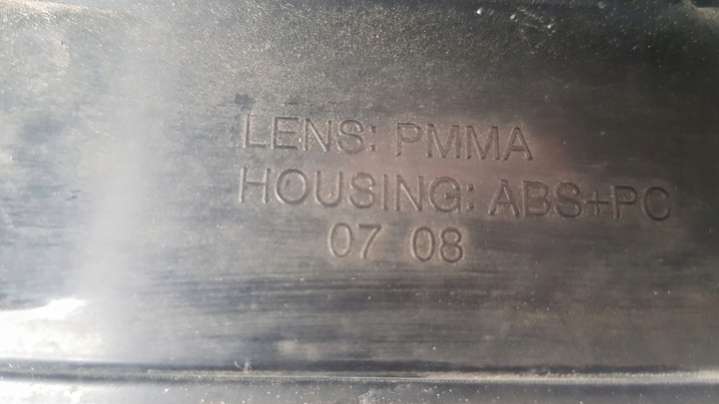 LENS: PMMA
HOUSING: ABS+PC
07 08